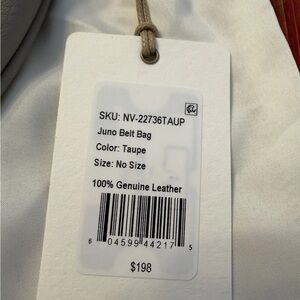 SKU: NV-22736TAUP
Juno Belt Bag
Color: Taupe
Size: No Size
100% Genuine Leather
6 04599 44217 5
$198